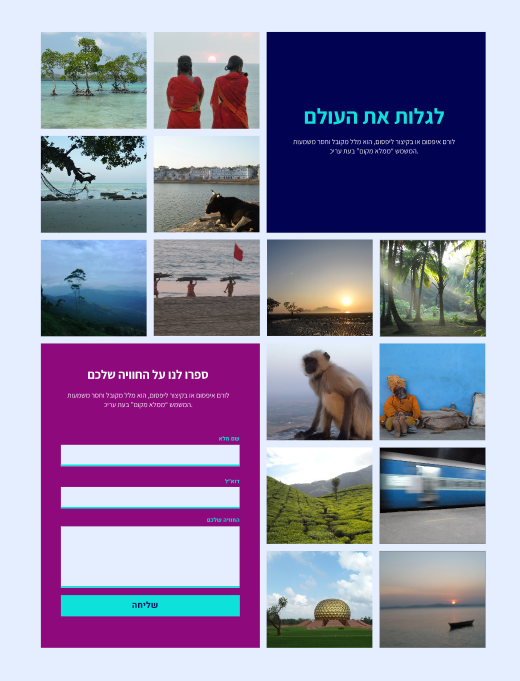 לגלות את העולם
לורם איפסום או בקיצור ליפסום, הוא מלל מקובל וחסר משמעות
המשמש "ממלא מקום" בעת עריכ.
ספרו לנו על החוויה שלכם
לורם איפסום או בקיצור ליפסום, הוא מלל מקובל וחסר משמעות
המשמש "ממלא מקום" בעת עריכ.
שם מלא
דוא"ל
החוויה שלכם
שליחה